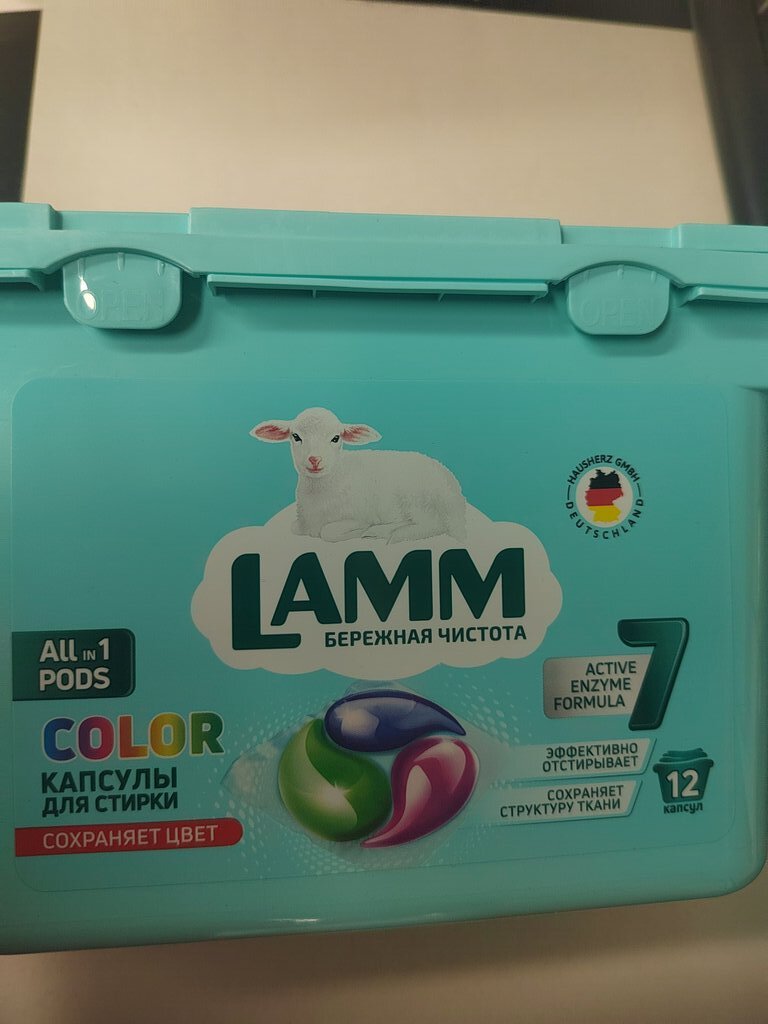 OPEN
OPEN
HAUSHERZ GMBH
DEUTSCHLAND
LAMM
БЕРЕЖНАЯ ЧИСТОТА
All IN 1
PODS
COLOR
КАПСУЛЫ
ДЛЯ СТИРКИ
СОХРАНЯЕТ ЦВЕТ
7
ACTIVE
ENZYME
FORMULA
ЭФФЕКТИВНО
ОТСТИРЫВАЕТ
СОХРАНЯЕТ
СТРУКТУРУ ТКАНИ
12
капсул